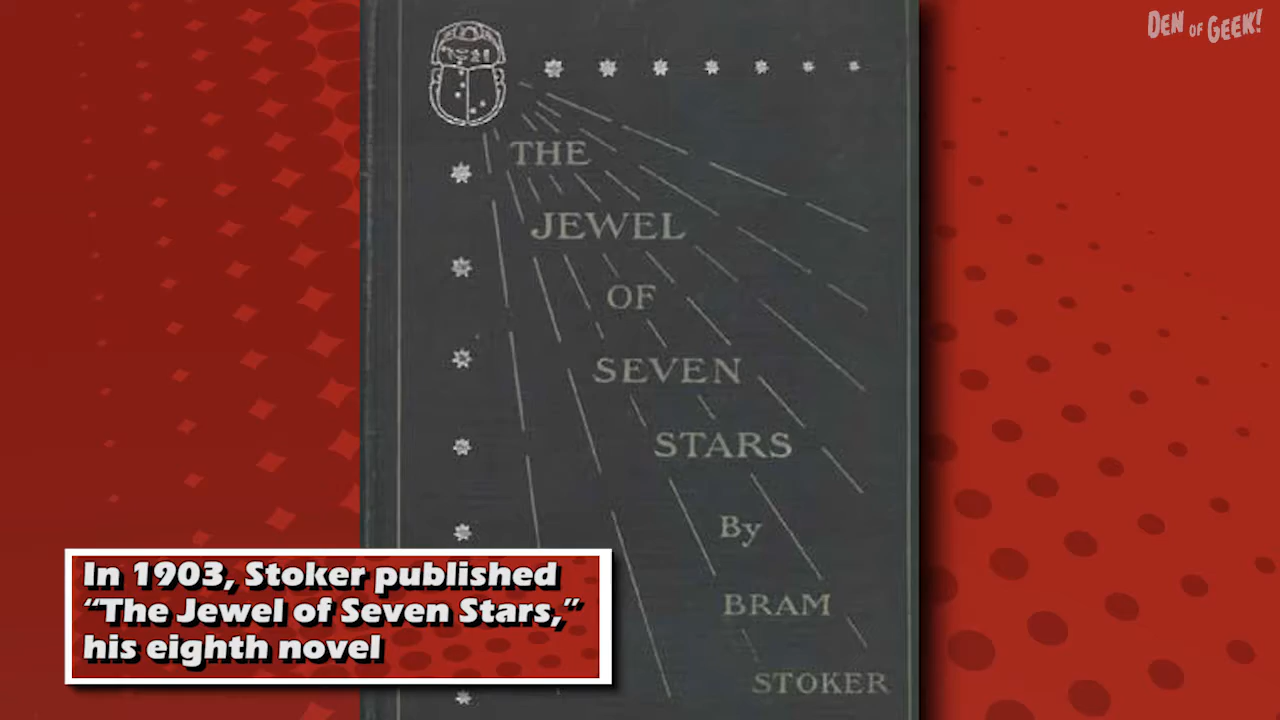 DEN OF GEEK!
THE
JEWEL
OF
SEVEN
STARS
By
BRAM
STOKER
In 1903, Stoker published
“The Jewel of Seven Stars,”
his eighth novel